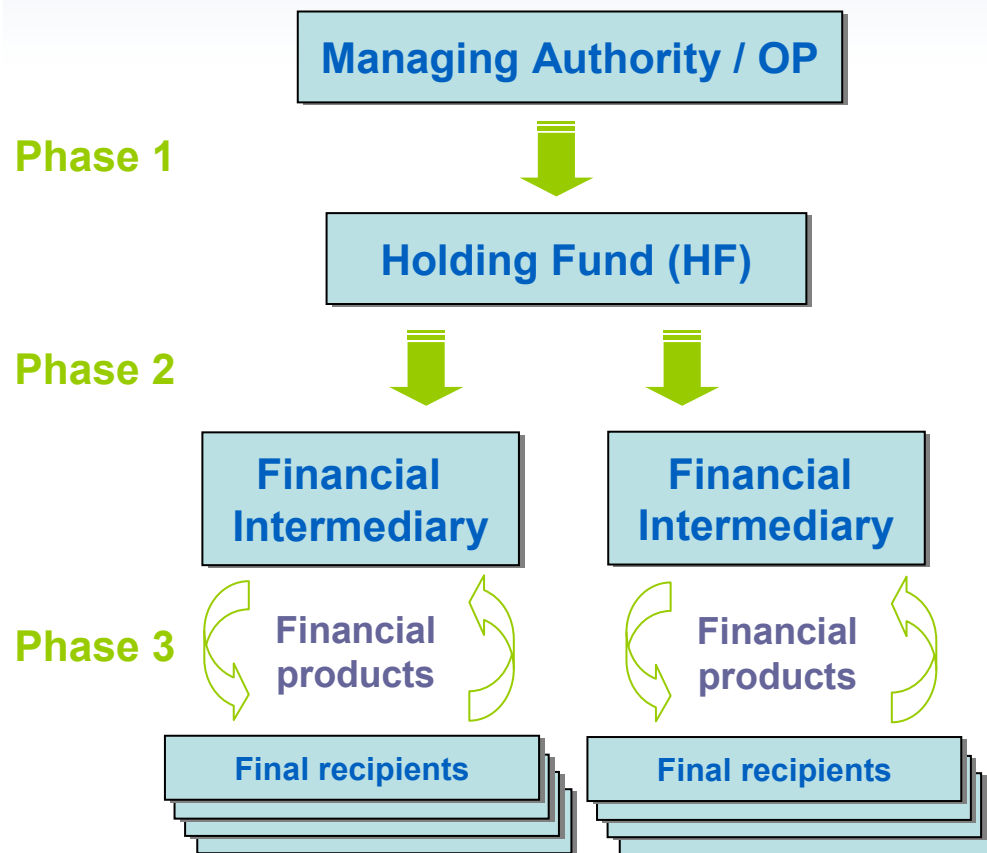 Managing Authority / OP
Phase 1
Holding Fund (HF)
Phase 2
Financial
Intermediary
Financial
Intermediary
Phase 3
Financial
products
Financial
products
Final recipients
Final recipients